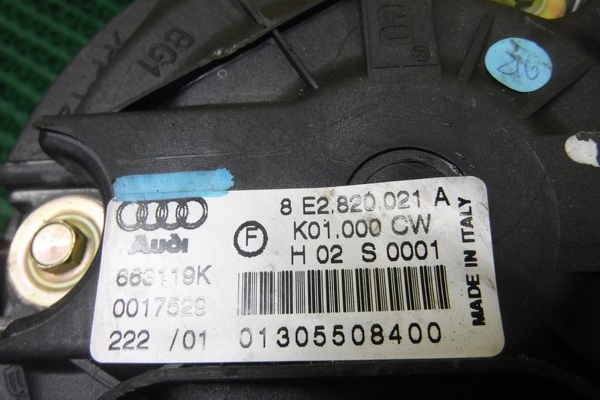 BG1
8 E2.820.021 A
K01.000 CW
H 02 S 0001
F
Audi
663119K
0017529
222 /01
01305508400
MADE IN ITALY